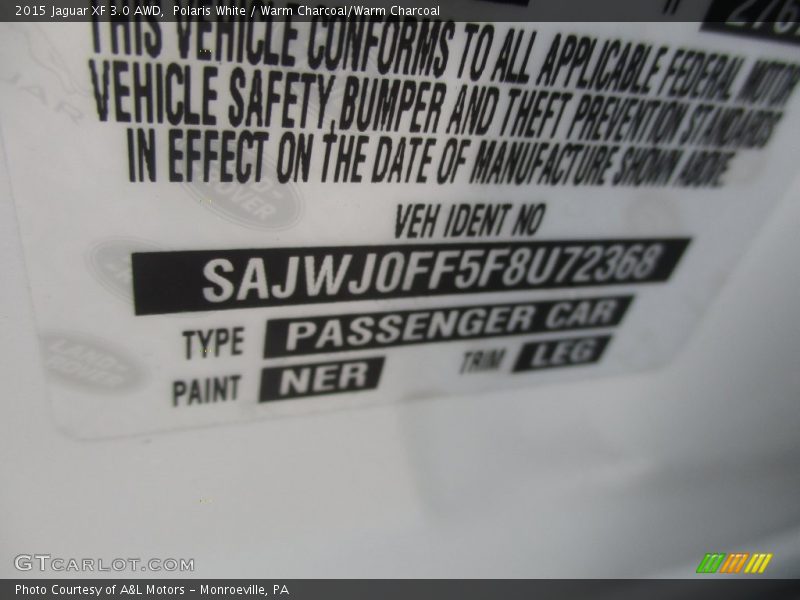 2015 Jaguar XF 3.0 AWD,  Polaris White / Warm Charcoal/Warm Charcoal
THIS VEHICLE CONFORMS TO ALL APPLICABLE FEDERAL MOTOR
VEHICLE SAFETY,BUMPER AND THEFT PREVENTION STANDARDS
IN EFFECT ON THE DATE OF MANUFACTURE SHOWN ABOVE
VEH IDENT NO
SAJWJ0FF5F8U72368
TYPE PASSENGER CAR
PAINT NER TRIM LEG
LAND-ROVER
GTCARLOT.COM
Photo Courtesy of A&L Motors – Monroeville, PA